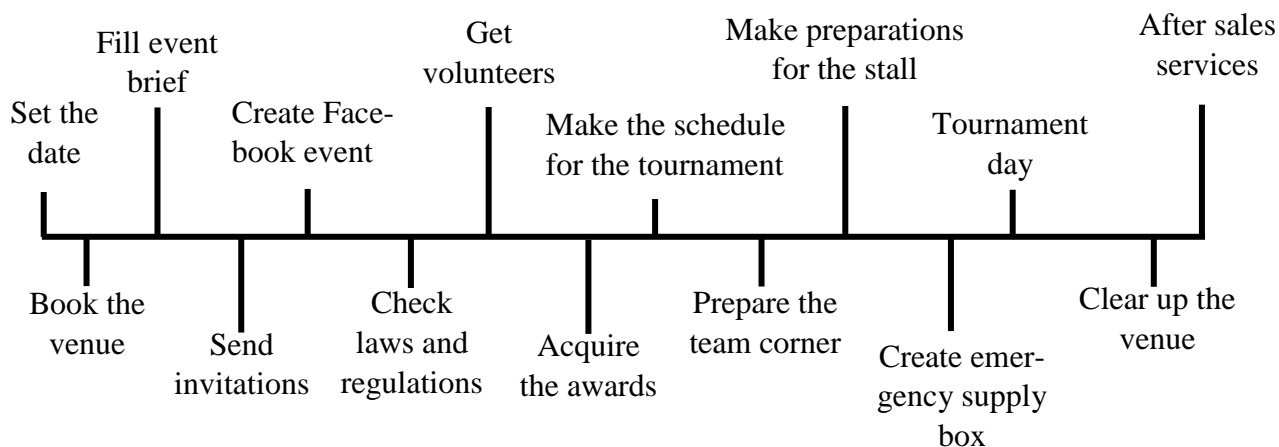 Set the
date
Book the
venue
Fill event
brief
Send
invitations
Create Face-
book event
Check
laws and
regulations
Get
volunteers
Acquire
the awards
Make the schedule
for the tournament
Prepare the
team corner
Make preparations
for the stall
Create emer-
gency supply
box
Tournament
day
Clear up the
venue
After sales
services